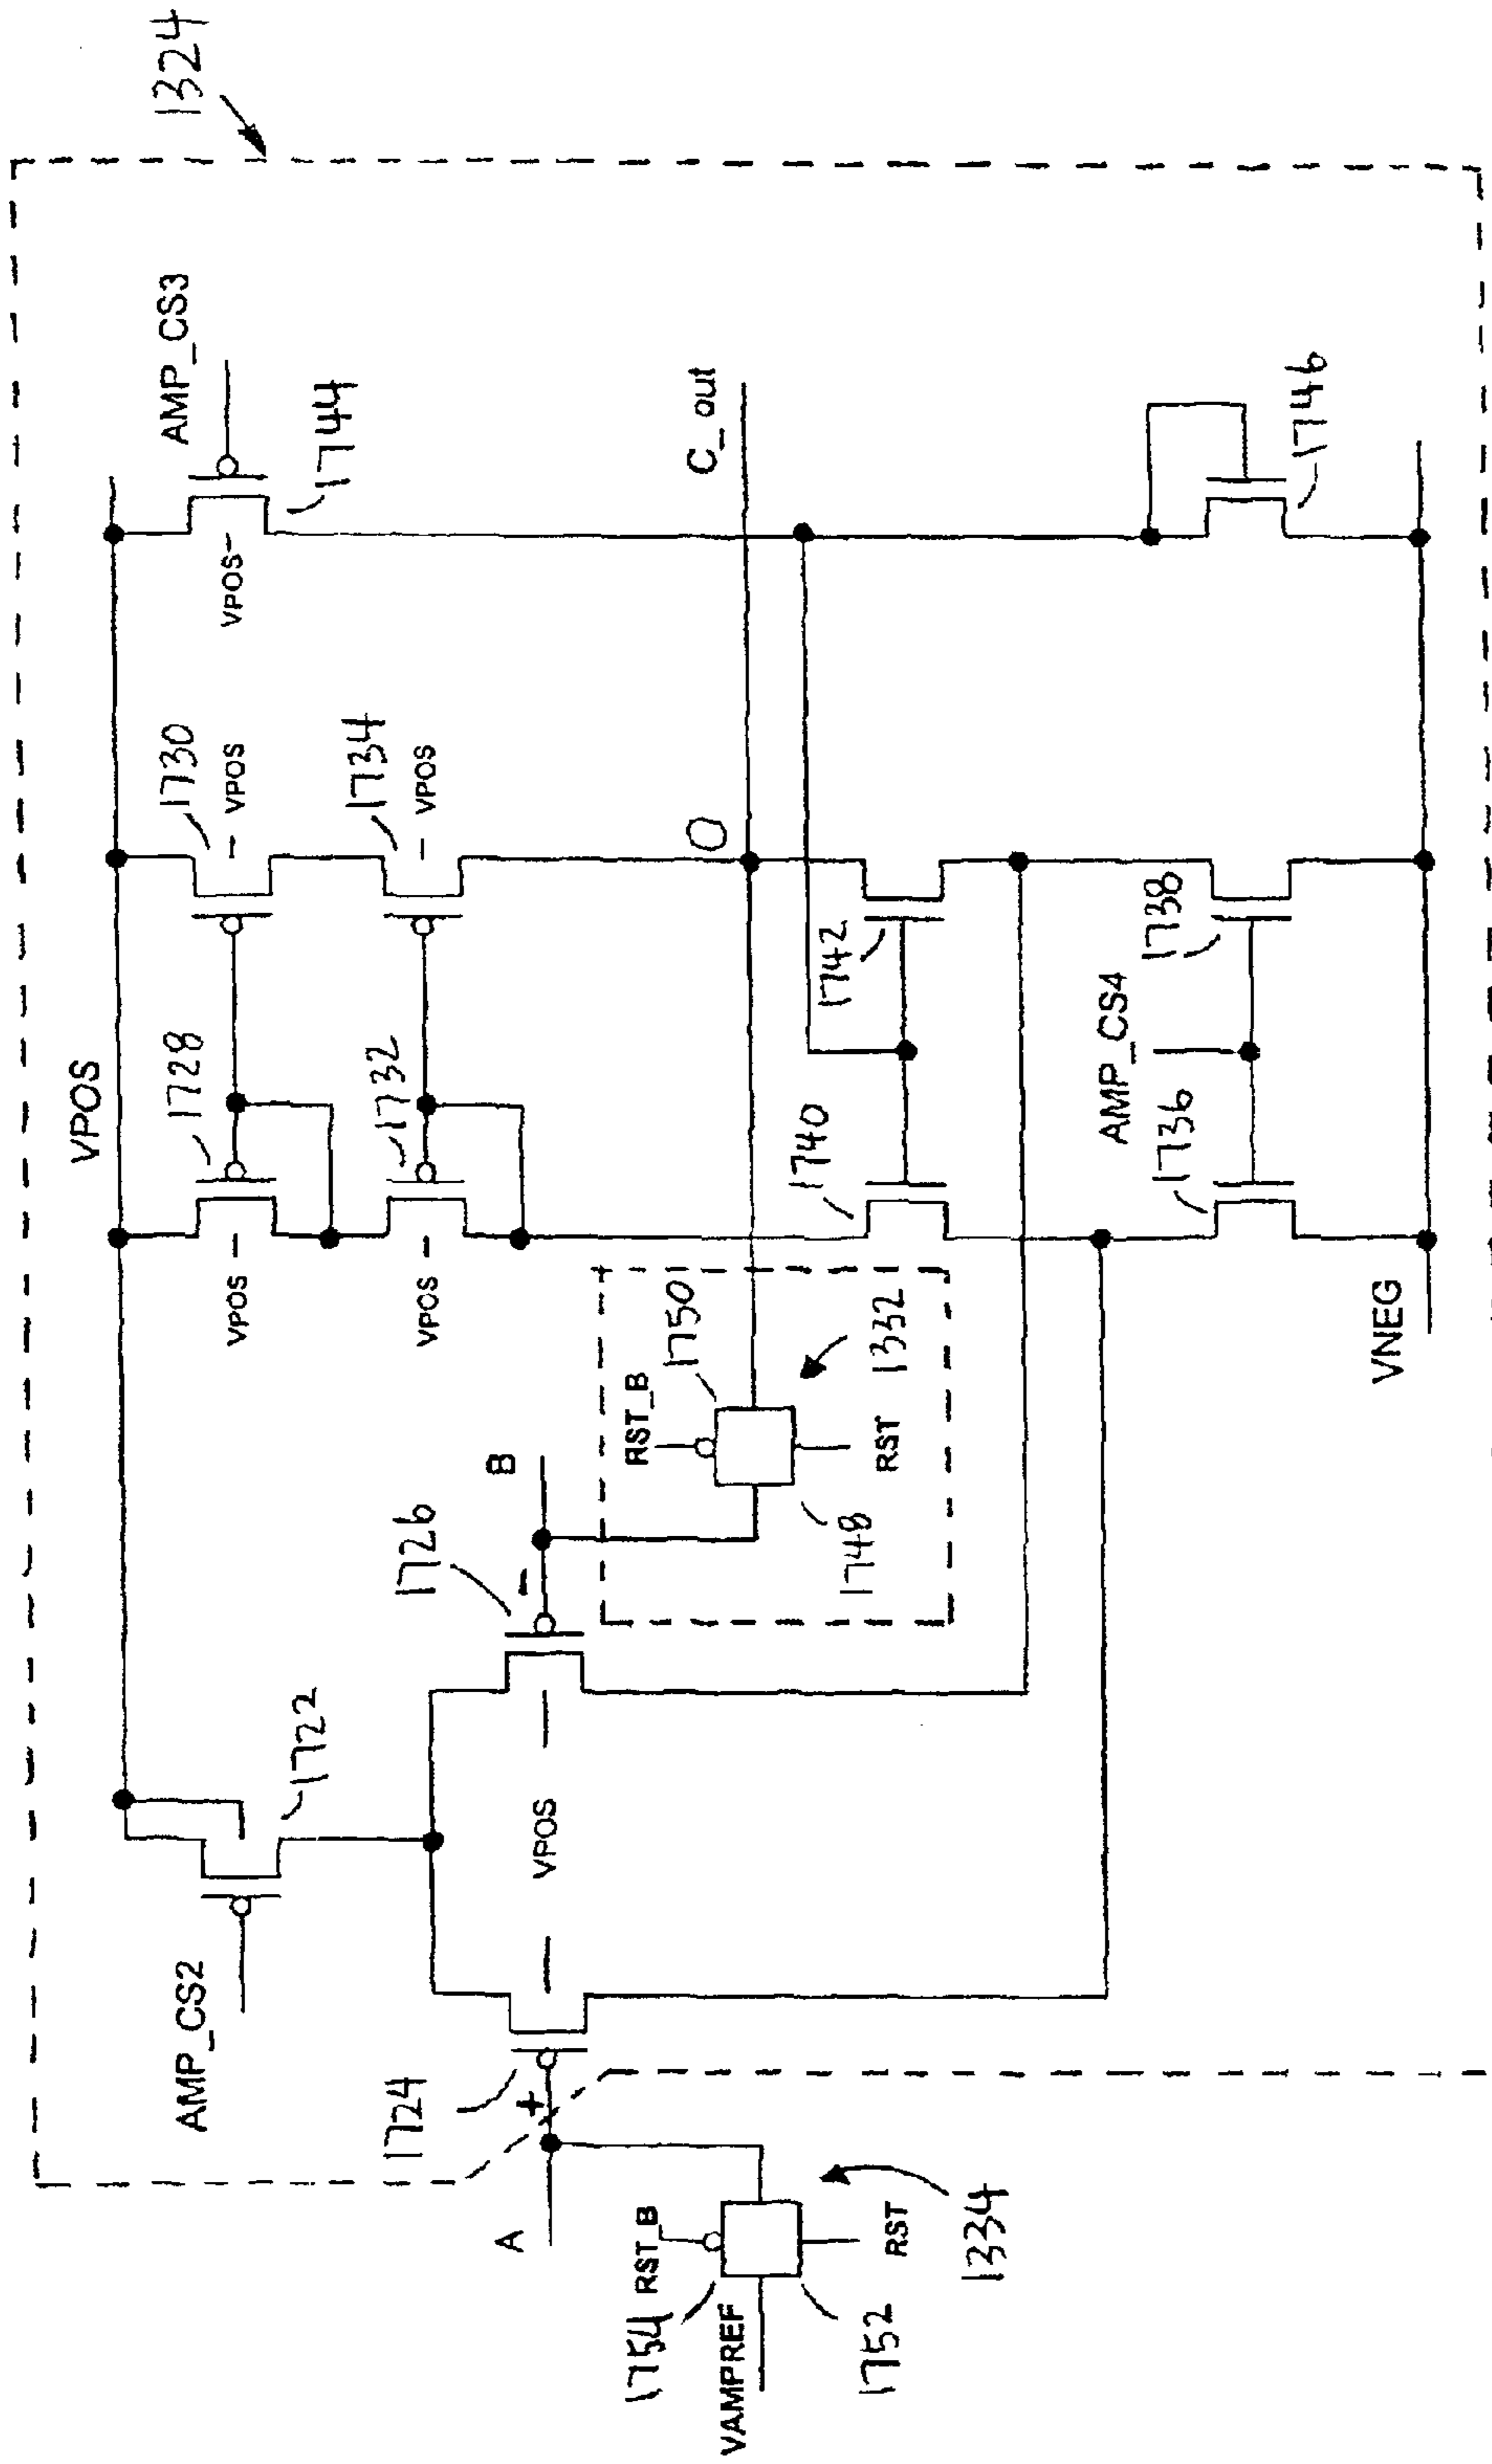 1324
AMP_CS3
1744
VPOS
C_out
1746
1730
VPOS
1734
VPOS
O
1742
1738
VPOS
1728
1732
1740
AMP_CS4
1736
VPOS
VPOS
VNEG
1750
RST_B
1332
RST
1748
B
1726
1722
VPOS
AMP_CS2
1724
+
-
A
RST_B
1754
VAMPREF
RST
1752
1334